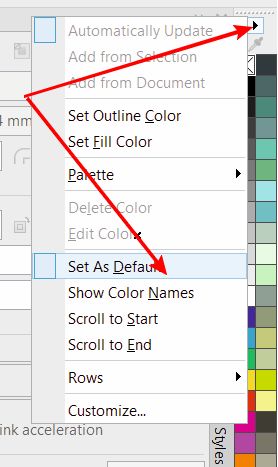 Automatically Update
Add from Selection
Add from Document
4 mm
Set Outline Color
Set Fill Color
Palette
Delete Color
Edit Color
Set As Default
Show Color Names
Scroll to Start
Scroll to End
Rows
Customize...
ink acceleration
Styles